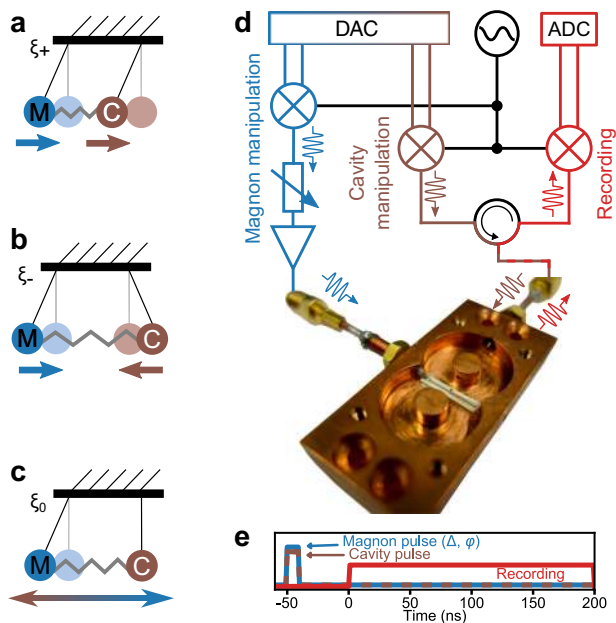 a
ξ+
M
C
b
ξ-
M
C
c
ξ0
M
C
d
DAC
ADC
Magnon manipulation
Cavity
manipulation
Recording
e
Magnon pulse (Δ, φ)
Cavity pulse
Recording
-50 0 50 100 150 200
Time (ns)